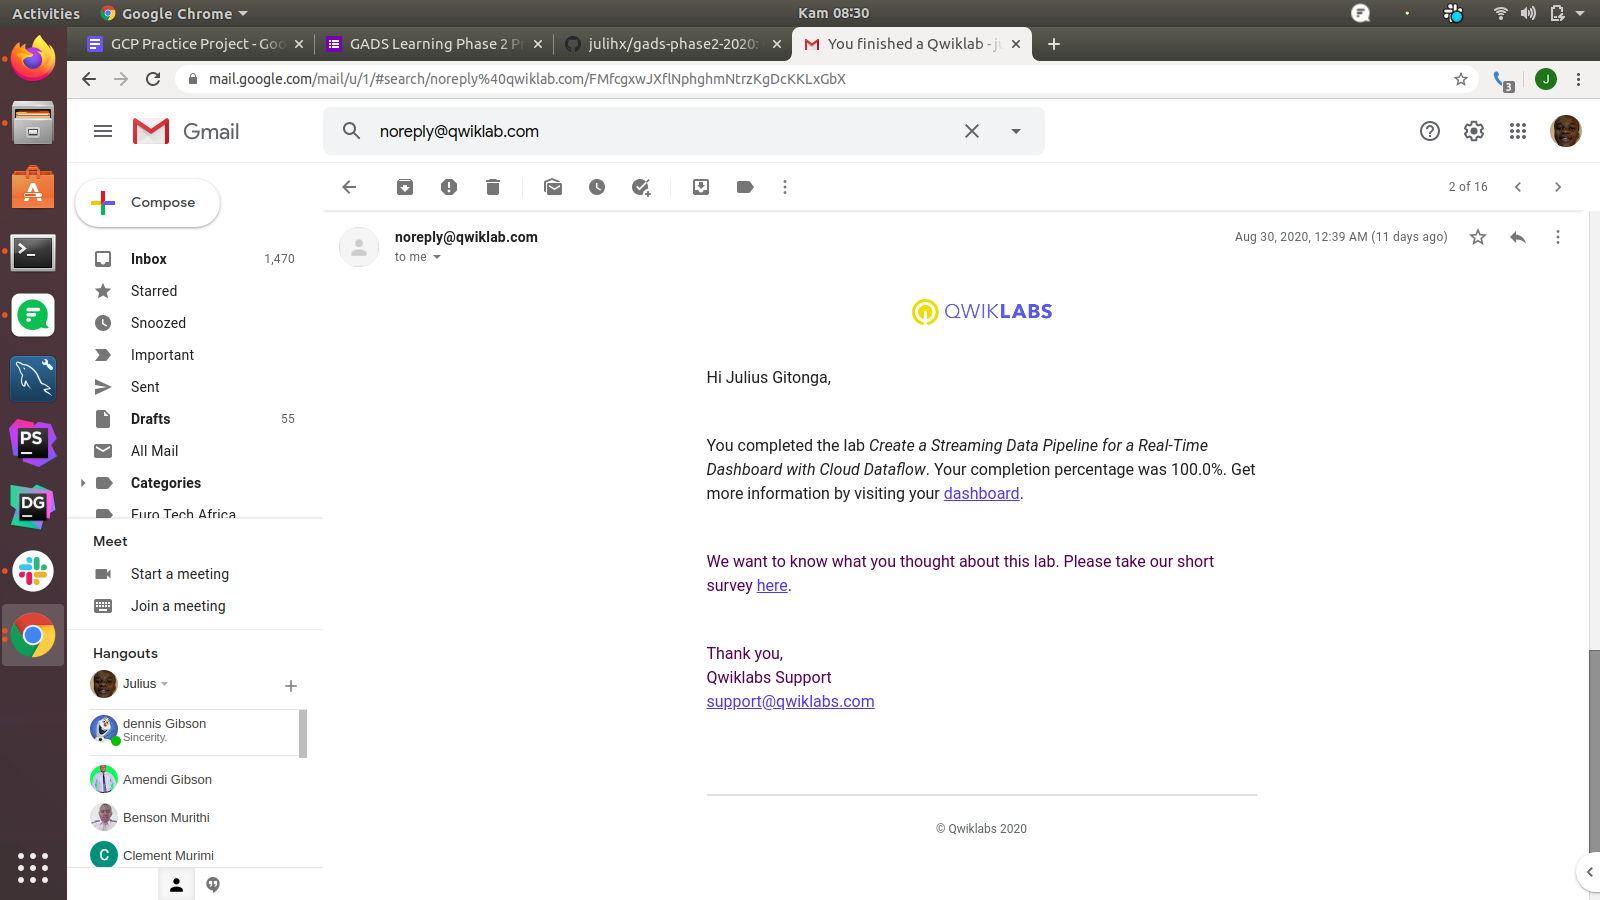 Activities
Google Chrome
Kam 08:30
GCP Practice Project - Goo
GADS Learning Phase 2 Pr
julihx/gads-phase2-2020:
You finished a Qwiklab - ju
mail.google.com/mail/u/1/#search/noreply%40qwiklab.com/FMfcgxwJXflNphghmNtrzKgDcKKLxGbX
3
J
Gmail
noreply@qwiklab.com
Compose
2 of 16
noreply@qwiklab.com
to me
Aug 30, 2020, 12:39 AM (11 days ago)
Inbox 1,470
Starred
Snoozed
Important
Sent
Drafts 55
All Mail
Categories
Euro Tech Africa
Meet
Start a meeting
Join a meeting
Hangouts
Julius
dennis Gibson
Sincerity.
Amendi Gibson
Benson Murithi
C
Clement Murimi
QWIKLABS
Hi Julius Gitonga,
You completed the lab Create a Streaming Data Pipeline for a Real-Time
Dashboard with Cloud Dataflow. Your completion percentage was 100.0%. Get
more information by visiting your dashboard.
We want to know what you thought about this lab. Please take our short
survey here.
Thank you,
Qwiklabs Support
support@qwiklabs.com
© Qwiklabs 2020
PS
DG